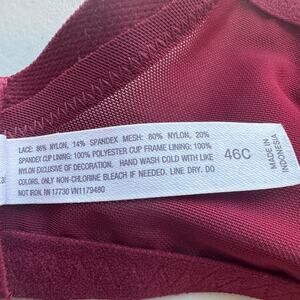 LACE: 86% NYLON, 14% SPANDEX MESH: 80% NYLON, 20%
SPANDEX CUP LINING: 100% POLYESTER CUP FRAME LINING: 100%
NYLON EXCLUSIVE OF DECORATION. HAND WASH COLD WITH LIKE
COLORS. ONLY NON-CHLORINE BLEACH IF NEEDED. LINE DRY. DO
NOT IRON. RN 17730 VN1179480
46C
MADE IN
INDONESIA